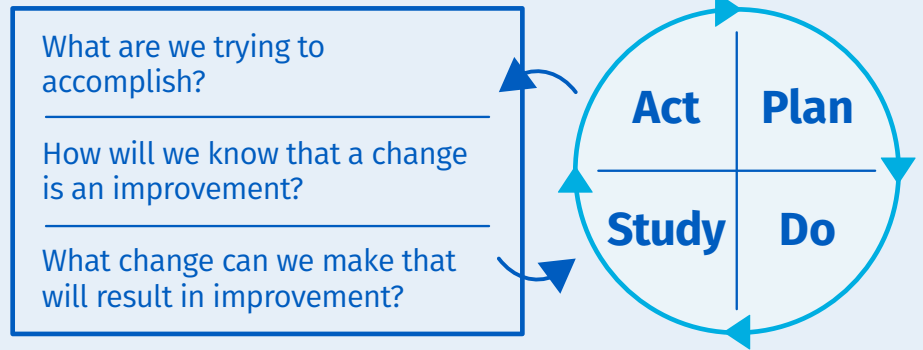 What are we trying to
accomplish?
How will we know that a change
is an improvement?
What change can we make that
will result in improvement?
Act
Plan
Study
Do